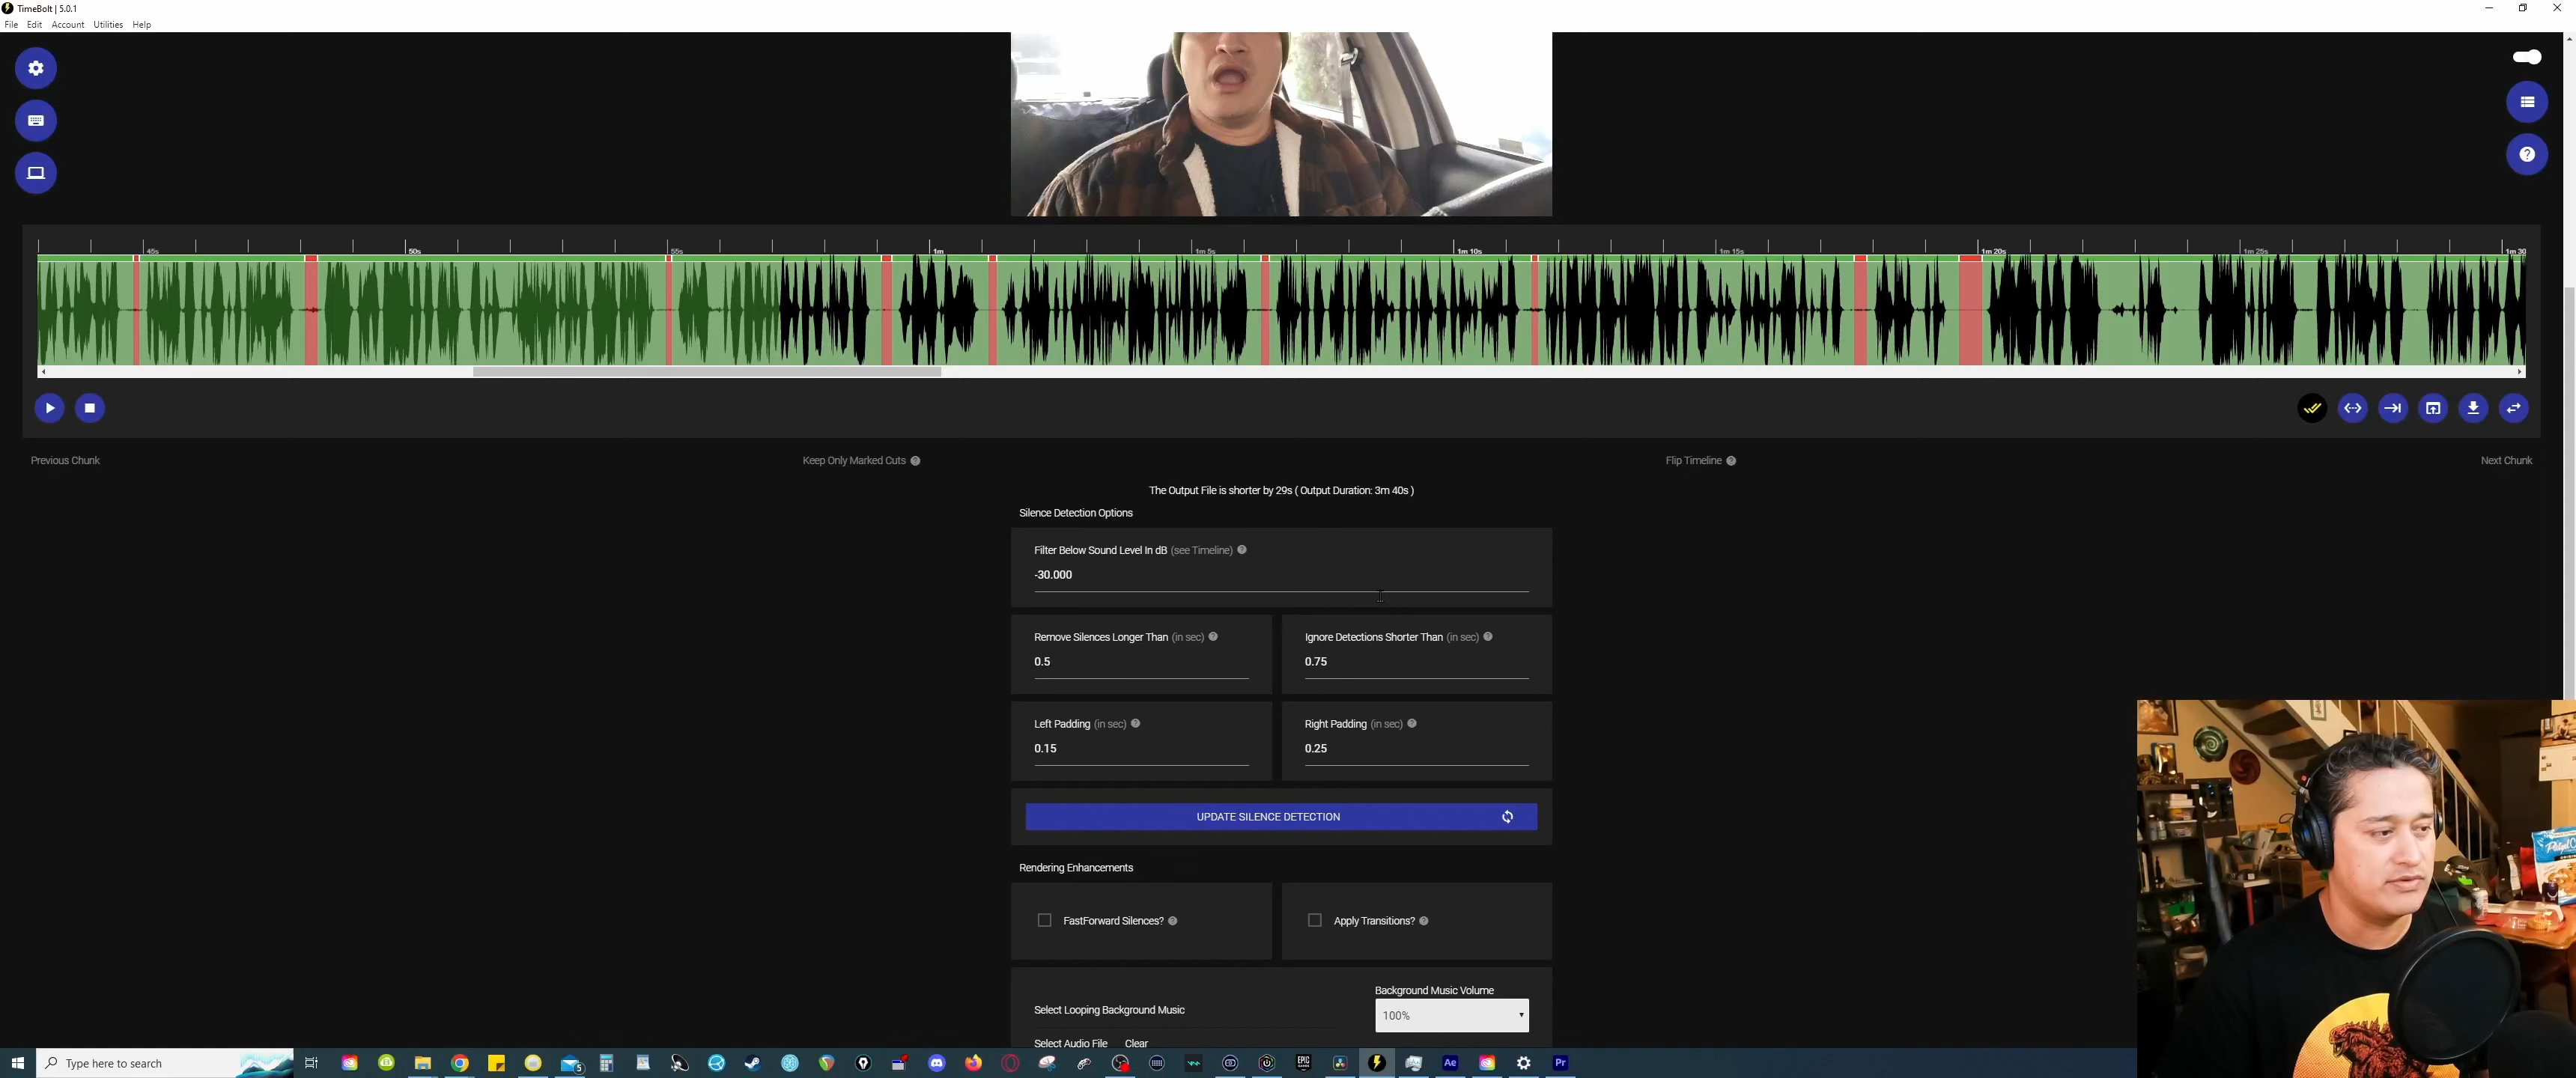 TimeBolt | 5.0.1
File Edit Account Utilities Help
45s 50s 55s 1m 1m 5s 1m 10s 1m 15s 1m 20s 1m 25s 1m 30
Previous Chunk Keep Only Marked Cuts Flip Timeline Next Chunk
The Output File is shorter by 29s ( Output Duration: 3m 40s )
Silence Detection Options
Filter Below Sound Level In dB (see Timeline)
-30.000
Remove Silences Longer Than (in sec) Ignore Detections Shorter Than (in sec)
0.5 0.75
Left Padding (in sec) Right Padding (in sec)
0.15 0.25
UPDATE SILENCE DETECTION
Rendering Enhancements
FastForward Silences? Apply Transitions?
Background Music Volume
Select Looping Background Music
100%
Select Audio File Clear
Type here to search
5
EPIC GAMES
Ae
Pr